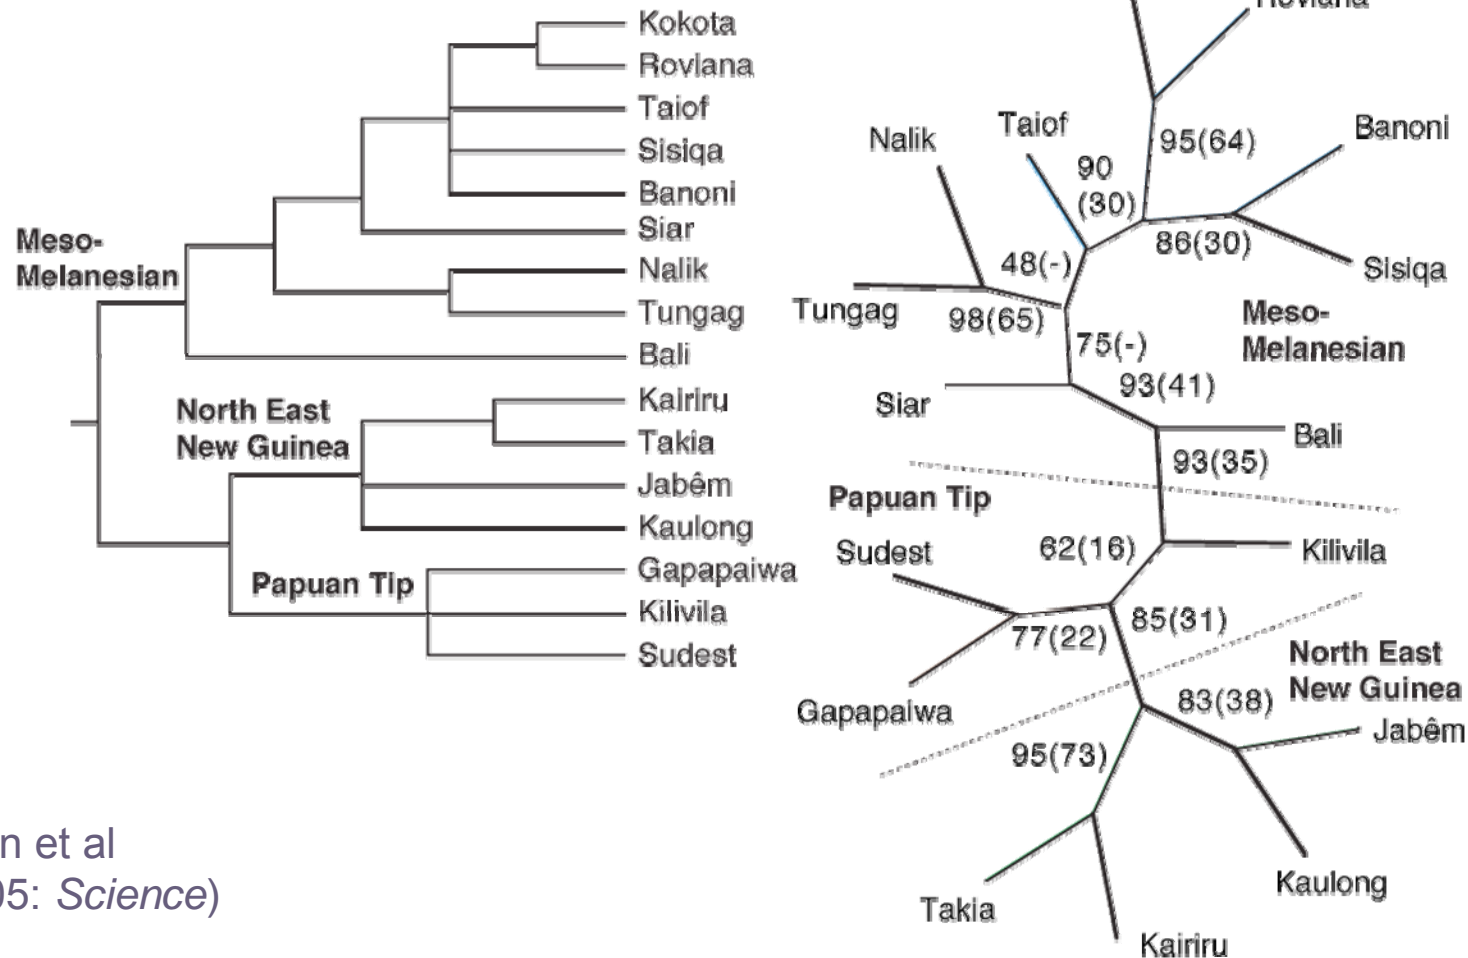 Kokota
Roviana
Taiof
Sisiqa
Banoni
Siar
Nalik
Tungag
Bali
Kairiru
Takia
Jabêm
Kaulong
Gapapaiwa
Kilivila
Sudest
Meso-
Melanesian
North East
New Guinea
Papuan Tip
Roviana
Banoni
Taiof
Nalik
95(64)
90
(30)
86(30)
Sisiqa
48(-)
Tungag
98(65)
Meso-
Melanesian
75(-)
93(41)
Siar
Bali
93(35)
Papuan Tip
62(16)
Sudest
Kilivila
85(31)
77(22)
North East
New Guinea
Gapapaiwa
83(38)
Jabêm
95(73)
Kaulong
Takia
Kairiru
n et al
05: Science)